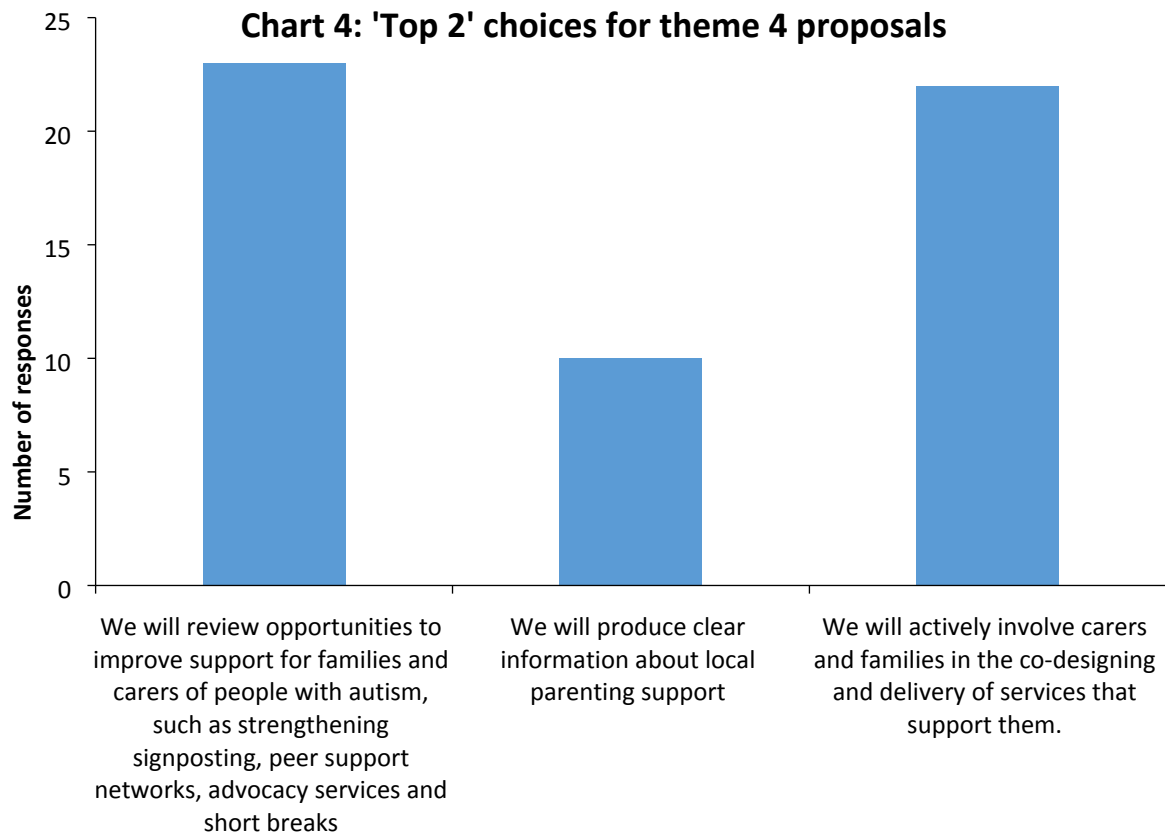 Chart 4: 'Top 2' choices for theme 4 proposals
25
20
15
10
5
0
Number of responses
We will review opportunities to
improve support for families and
carers of people with autism,
such as strengthening
signposting, peer support
networks, advocacy services and
short breaks
We will produce clear
information about local
parenting support
We will actively involve carers
and families in the co-designing
and delivery of services that
support them.